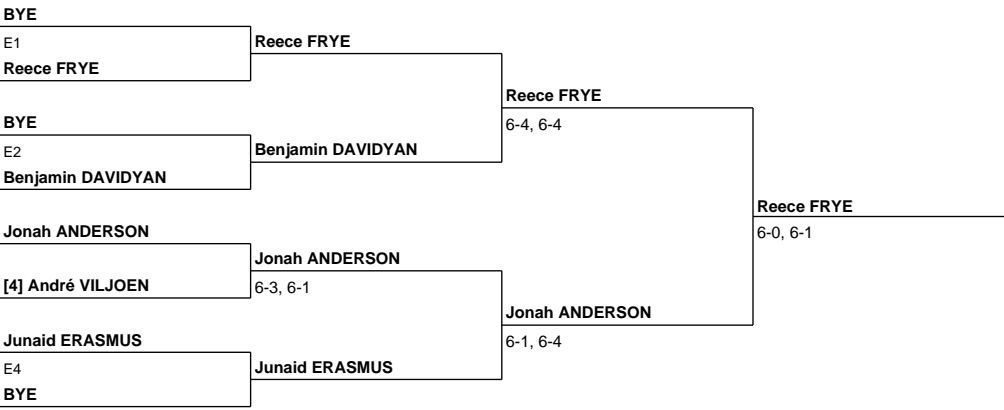 BYE
E1
Reece FRYE
Reece FRYE
Reece FRYE
6-4, 6-4
BYE
E2
Benjamin DAVIDYAN
Benjamin DAVIDYAN
Reece FRYE
6-0, 6-1
Jonah ANDERSON
Jonah ANDERSON
[4] André VILJOEN
6-3, 6-1
Jonah ANDERSON
6-1, 6-4
Junaid ERASMUS
E4
Junaid ERASMUS
BYE